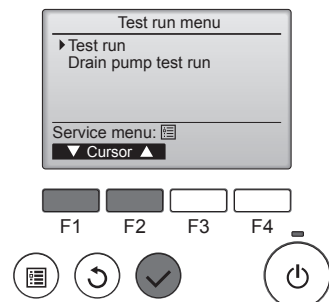 Test run menu
Test run
Drain pump test run
Service menu:
▼ Cursor ▲
F1 F2 F3 F4